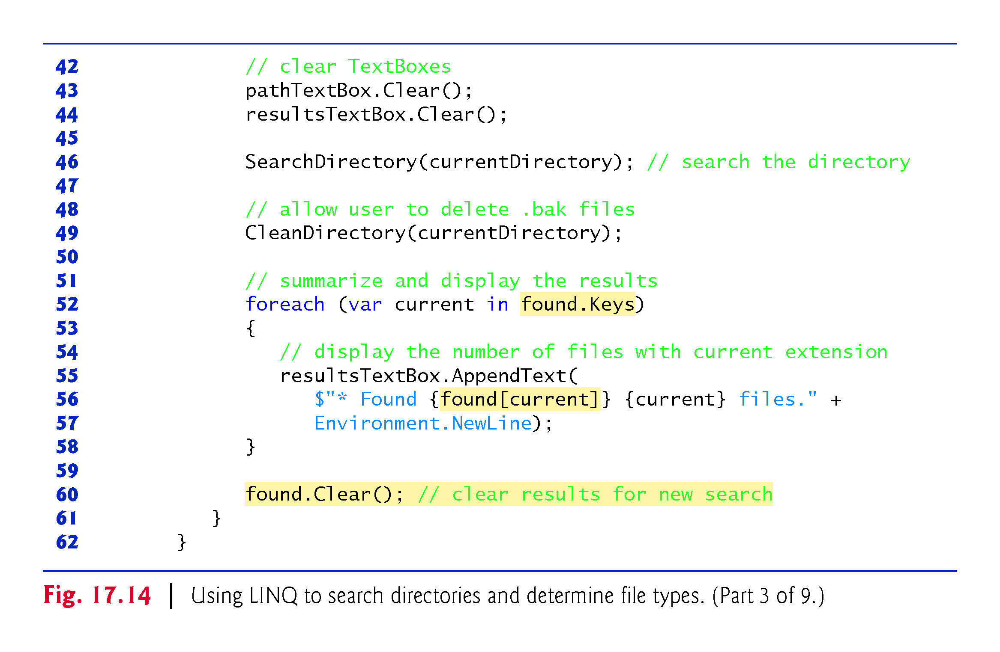 42 // clear TextBoxes
43 pathTextBox.Clear();
44 resultsTextBox.Clear();
45
46 SearchDirectory(currentDirectory); // search the directory
47
48 // allow user to delete .bak files
49 CleanDirectory(currentDirectory);
50
51 // summarize and display the results
52 foreach (var current in found.Keys)
53 {
54 // display the number of files with current extension
55 resultsTextBox.AppendText(
56 $"* Found {found[current]} {current} files." +
57 Environment.NewLine);
58 }
59
60 found.Clear(); // clear results for new search
61 }
62 }
Fig. 17.14 | Using LINQ to search directories and determine file types. (Part 3 of 9.)